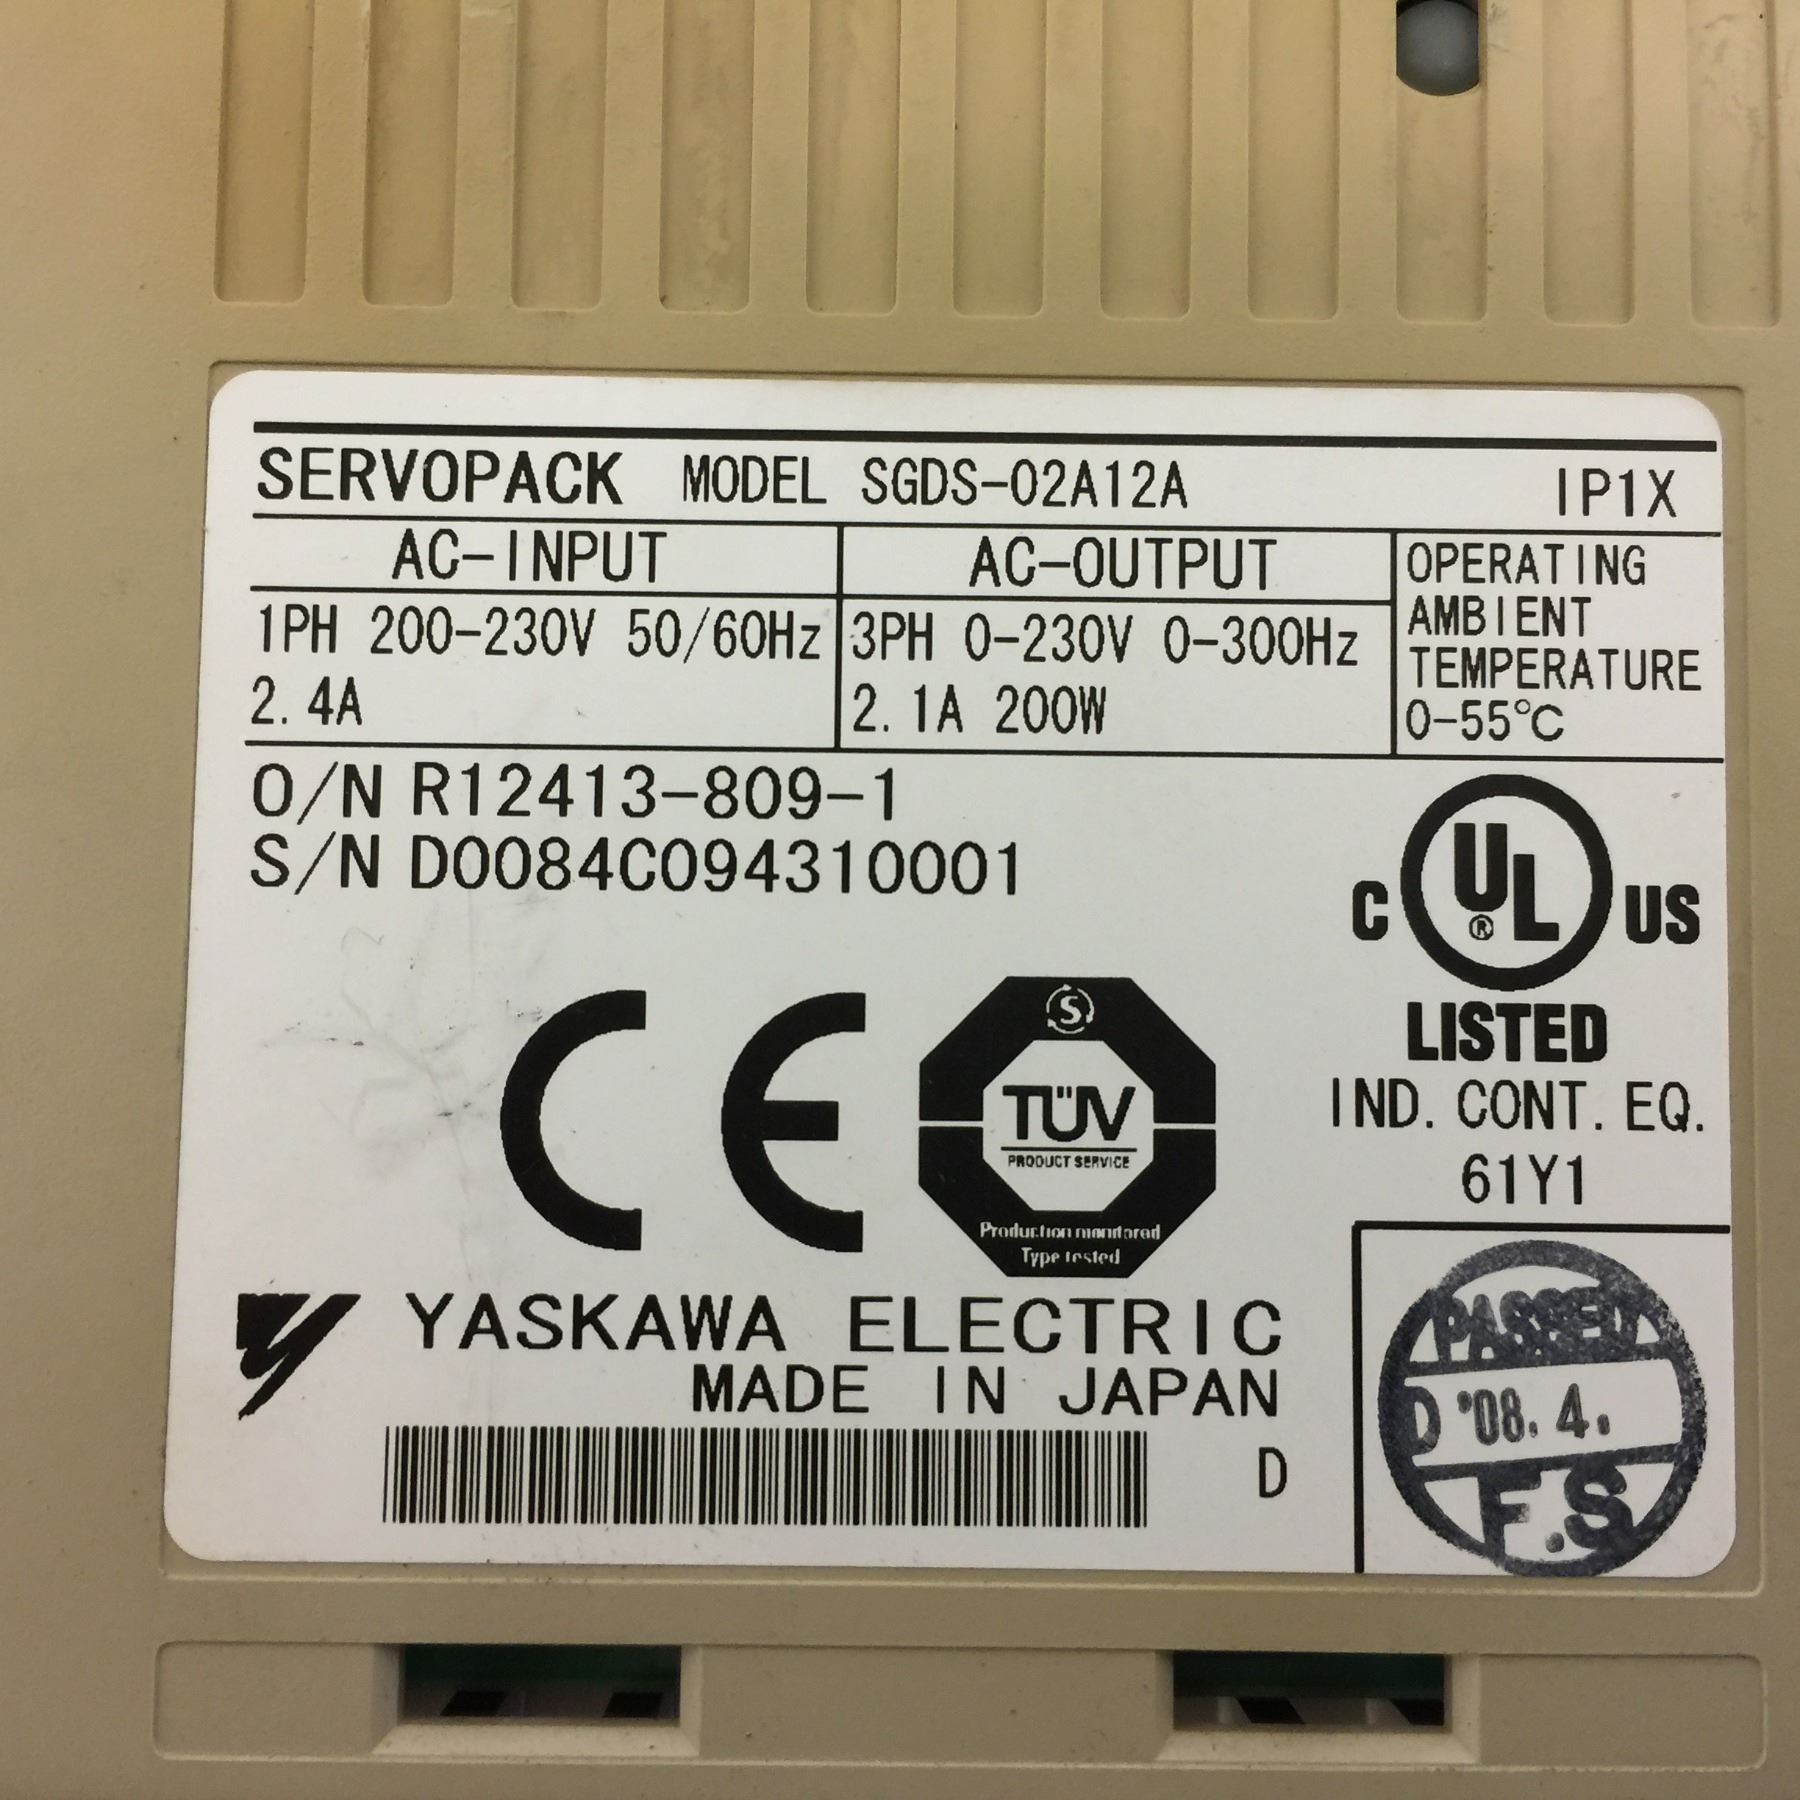 SERVOPACK MODEL SGDS-02A12A IP1X
AC-INPUT
1PH 200-230V 50/60Hz
2.4A
AC-OUTPUT
3PH 0-230V 0-300Hz
2.1A 200W
OPERATING
AMBIENT
TEMPERATURE
0-55°C
O/N R12413-809-1
S/N D0084C094310001
C UL® US
LISTED
IND. CONT. EQ.
61Y1
CE
S
TÜV
PRODUCT SERVICE
Production monitored
Type tested
YASKAWA ELECTRIC
MADE IN JAPAN
D
PASSED
D '08. 4.
F.S